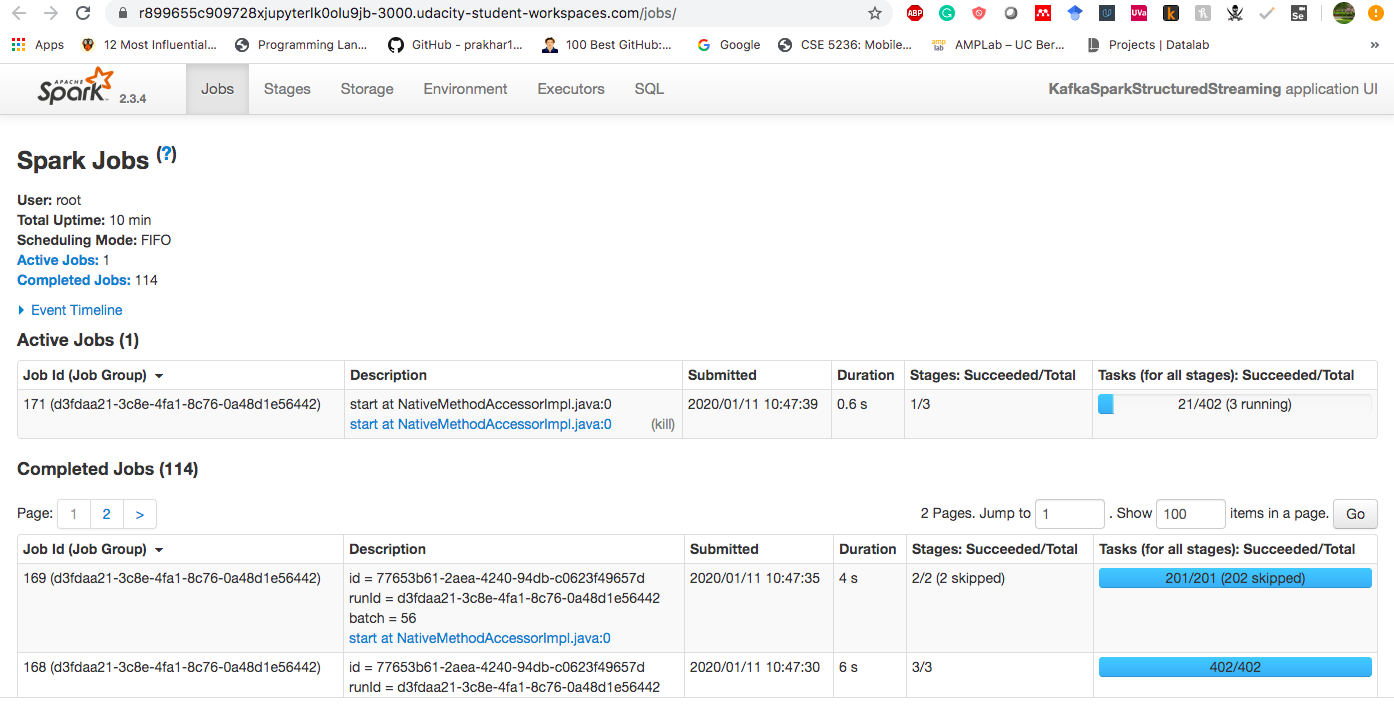 r899655c909728xjupyterlk0olu9jb-3000.udacity-student-workspaces.com/jobs/
Apps 12 Most Influential... Programming Lan... GitHub - prakhar1... 100 Best GitHub:... Google CSE 5236: Mobile... AMPLab – UC Ber... Projects | Datalab »
APACHE Spark 2.3.4 Jobs Stages Storage Environment Executors SQL KafkaSparkStructuredStreaming application UI
Spark Jobs (?)
User: root
Total Uptime: 10 min
Scheduling Mode: FIFO
Active Jobs: 1
Completed Jobs: 114
Event Timeline
Active Jobs (1)
Job Id (Job Group) Description Submitted Duration Stages: Succeeded/Total Tasks (for all stages): Succeeded/Total
171 (d3fdaa21-3c8e-4fa1-8c76-0a48d1e56442) start at NativeMethodAccessorImpl.java:0 2020/01/11 10:47:39 0.6 s 1/3 21/402 (3 running)
start at NativeMethodAccessorImpl.java:0 (kill)
Completed Jobs (114)
Page: 1 2 > 2 Pages. Jump to 1 . Show 100 items in a page. Go
Job Id (Job Group) Description Submitted Duration Stages: Succeeded/Total Tasks (for all stages): Succeeded/Total
169 (d3fdaa21-3c8e-4fa1-8c76-0a48d1e56442) id = 77653b61-2aea-4240-94db-c0623f49657d 2020/01/11 10:47:35 4 s 2/2 (2 skipped) 201/201 (202 skipped)
runId = d3fdaa21-3c8e-4fa1-8c76-0a48d1e56442
batch = 56
start at NativeMethodAccessorImpl.java:0
168 (d3fdaa21-3c8e-4fa1-8c76-0a48d1e56442) id = 77653b61-2aea-4240-94db-c0623f49657d 2020/01/11 10:47:30 6 s 3/3 402/402
runId = d3fdaa21-3c8e-4fa1-8c76-0a48d1e56442